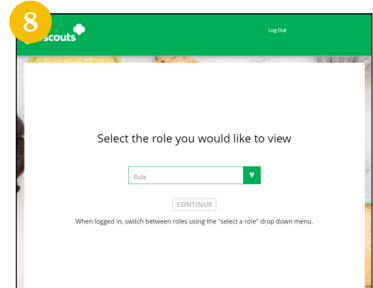 8
scouts
Log Out
Select the role you would like to view
Role
CONTINUE
When logged in, switch between roles using the "select a role" drop down menu.